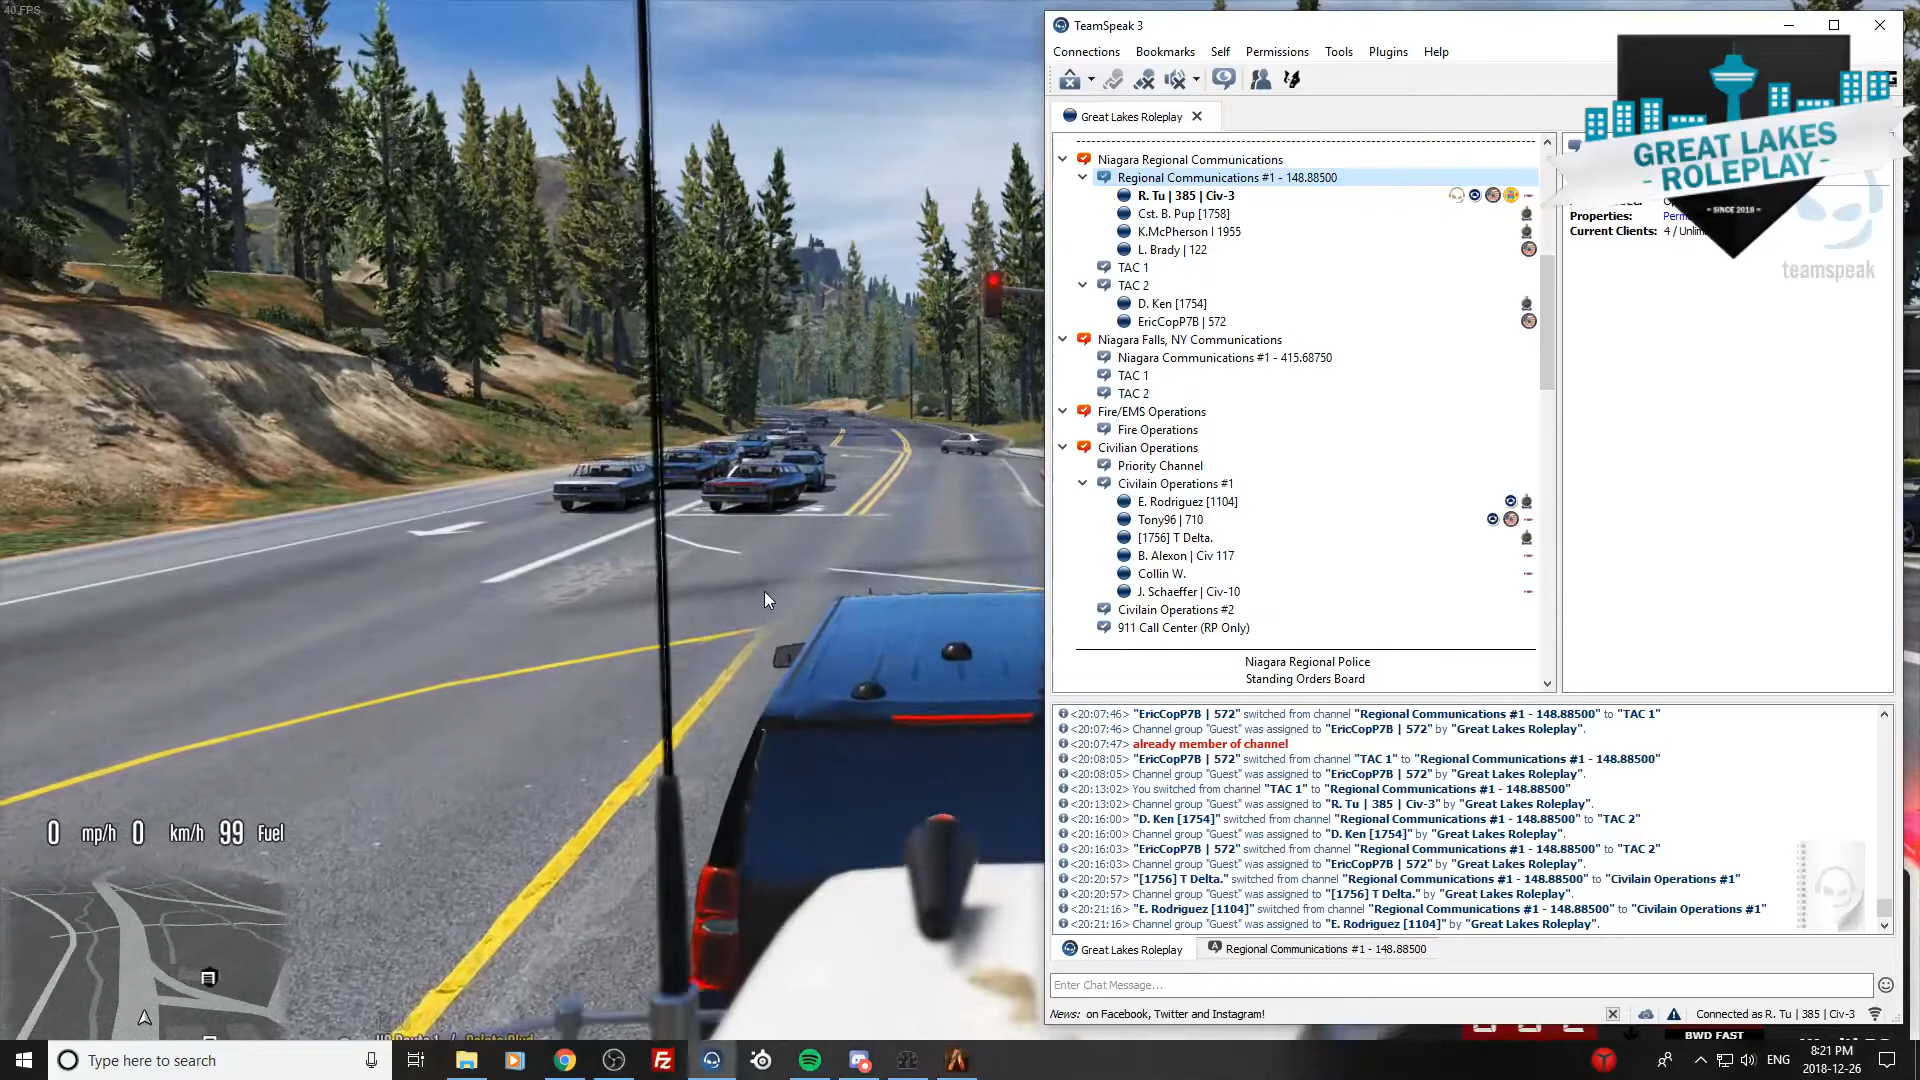 40 FPS
TeamSpeak 3
Connections Bookmarks Self Permissions Tools Plugins Help
Great Lakes Roleplay
GREAT LAKES
- ROLEPLAY -
- SINCE 2018 -
Niagara Regional Communications
Regional Communications #1 - 148.88500
R. Tu | 385 | Civ-3
Cst. B. Pup [1758]
K.McPherson I 1955
L. Brady | 122
TAC 1
TAC 2
D. Ken [1754]
EricCopP7B | 572
Niagara Falls, NY Communications
Niagara Communications #1 - 415.68750
TAC 1
TAC 2
Fire/EMS Operations
Fire Operations
Civilian Operations
Priority Channel
Civilain Operations #1
E. Rodriguez [1104]
Tony96 | 710
[1756] T Delta.
B. Alexon | Civ 117
Collin W.
J. Schaeffer | Civ-10
Civilain Operations #2
911 Call Center (RP Only)
Niagara Regional Police
Standing Orders Board
Properties:
Current Clients: 4 /
teamspeak
<20:07:46> "EricCopP7B | 572" switched from channel "Regional Communications #1 - 148.88500" to "TAC 1"
<20:07:46> Channel group "Guest" was assigned to "EricCopP7B | 572" by "Great Lakes Roleplay".
<20:07:47> already member of channel
<20:08:05> "EricCopP7B | 572" switched from channel "TAC 1" to "Regional Communications #1 - 148.88500"
<20:08:05> Channel group "Guest" was assigned to "EricCopP7B | 572" by "Great Lakes Roleplay".
<20:13:02> You switched from channel "TAC 1" to "Regional Communications #1 - 148.88500"
<20:13:02> Channel group "Guest" was assigned to "R. Tu | 385 | Civ-3" by "Great Lakes Roleplay".
<20:16:00> "D. Ken [1754]" switched from channel "Regional Communications #1 - 148.88500" to "TAC 2"
<20:16:00> Channel group "Guest" was assigned to "D. Ken [1754]" by "Great Lakes Roleplay".
<20:16:03> "EricCopP7B | 572" switched from channel "Regional Communications #1 - 148.88500" to "TAC 2"
<20:16:03> Channel group "Guest" was assigned to "EricCopP7B | 572" by "Great Lakes Roleplay".
<20:20:57> "[1756] T Delta." switched from channel "Regional Communications #1 - 148.88500" to "Civilain Operations #1"
<20:20:57> Channel group "Guest" was assigned to "[1756] T Delta." by "Great Lakes Roleplay".
<20:21:16> "E. Rodriguez [1104]" switched from channel "Regional Communications #1 - 148.88500" to "Civilain Operations #1"
<20:21:16> Channel group "Guest" was assigned to "E. Rodriguez [1104]" by "Great Lakes Roleplay".
Great Lakes Roleplay Regional Communications #1 - 148.88500
Enter Chat Message...
News: on Facebook, Twitter and Instagram! Connected as R. Tu | 385 | Civ-3
0 mp/h 0 km/h 99 Fuel
BWD FAST
Type here to search
ENG
8:21 PM
2018-12-26